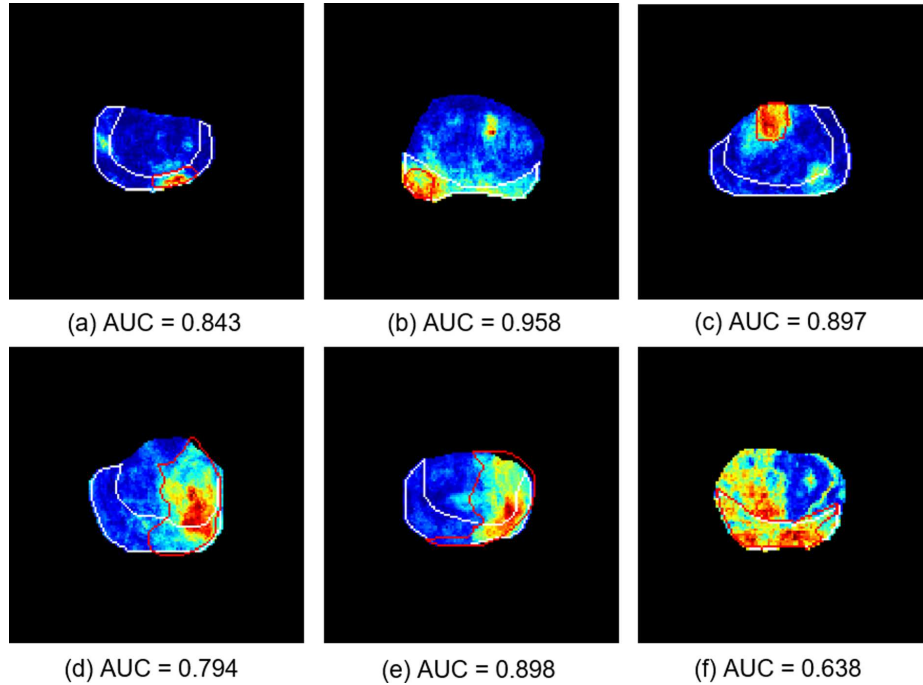 (a) AUC = 0.843
(b) AUC = 0.958
(c) AUC = 0.897
(d) AUC = 0.794
(e) AUC = 0.898
(f) AUC = 0.638